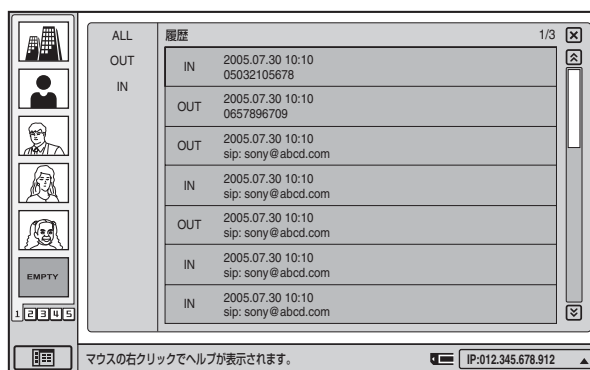 ALL
OUT
IN
履歴
1/3
IN
2005.07.30 10:10
05032105678
OUT
2005.07.30 10:10
0657896709
OUT
2005.07.30 10:10
sip: sony@abcd.com
IN
2005.07.30 10:10
sip: sony@abcd.com
OUT
2005.07.30 10:10
sip: sony@abcd.com
IN
2005.07.30 10:10
sip: sony@abcd.com
IN
2005.07.30 10:10
sip: sony@abcd.com
EMPTY
1 2 3 4 5
マウスの右クリックでヘルプが表示されます。
IP:012.345.678.912